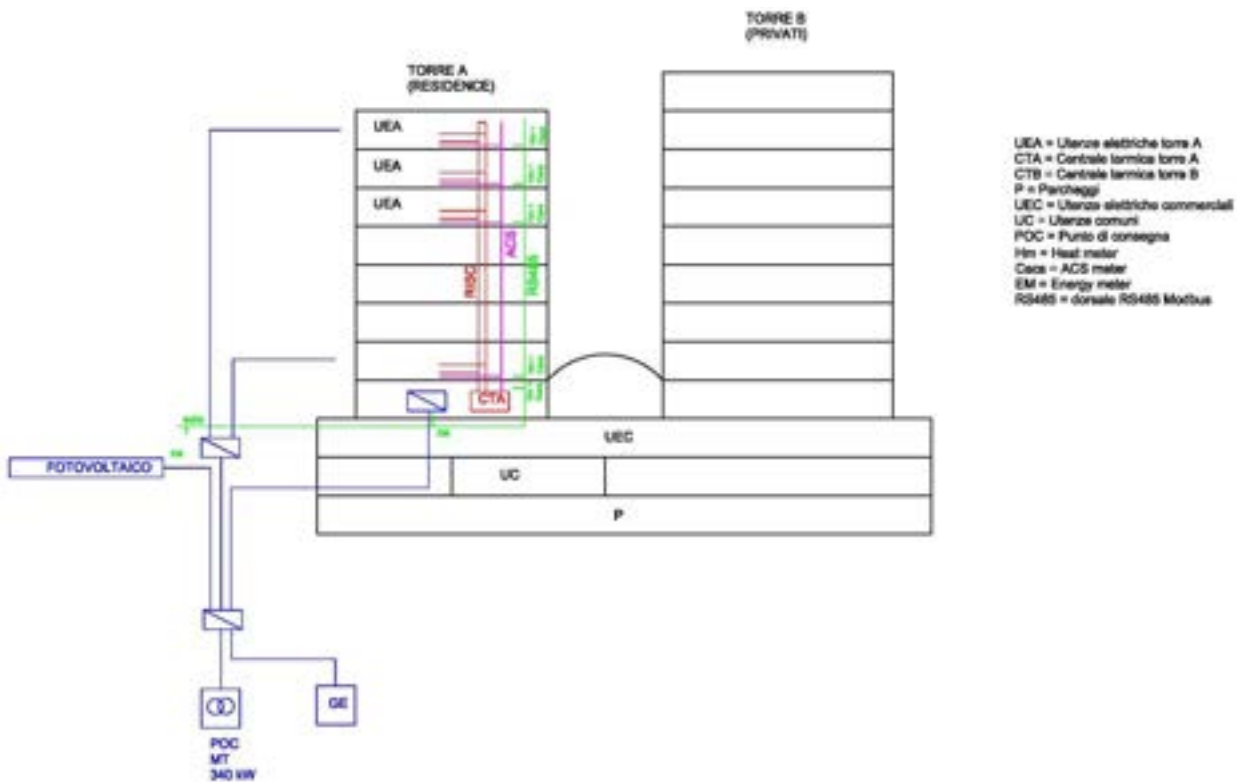 TORRE B
(PRIVATI)
TORRE A
(RESIDENCE)
UEA
UEA
UEA
ACS
RISC
RS485
CTA
UEC
UC
P
FOTOVOLTAICO
GE
POC
MT
340 kW
UEA = Utenze elettriche torre A
CTA = Centrale termica torre A
CTB = Centrale termica torre B
P = Parcheggi
UEC = Utenze elettriche commerciali
UC = Utenze comuni
POC = Punto di consegna
Hm = Heat meter
Cacs = ACS meter
EM = Energy meter
RS485 = dorsale RS485 Modbus